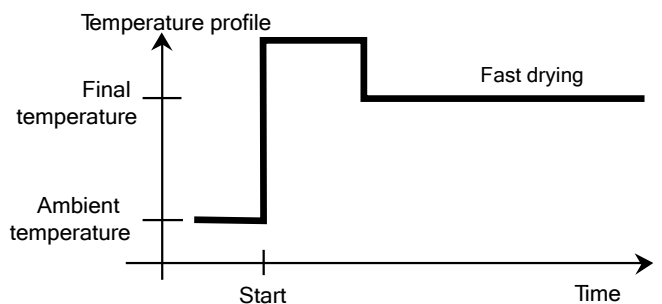 Temperature profile
Fast drying
Final
temperature
Ambient
temperature
Start
Time